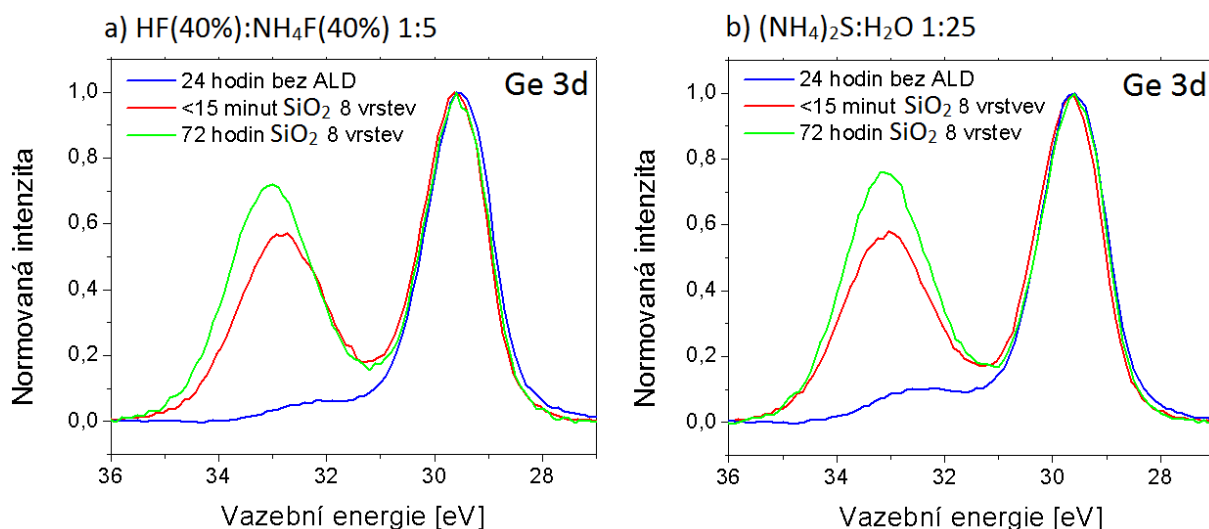 a) HF(40%):NH₄F(40%) 1:5
24 hodin bez ALD
<15 minut SiO₂ 8 vrstev
72 hodin SiO₂ 8 vrstev
Ge 3d
1,0
0,8
0,6
0,4
0,2
0,0
Normovaná intenzita
36 34 32 30 28
Vazební energie [eV]
b) (NH₄)₂S:H₂O 1:25
24 hodin bez ALD
<15 minut SiO₂ 8 vrstvev
72 hodin SiO₂ 8 vrstev
Ge 3d
1,0
0,8
0,6
0,4
0,2
0,0
Normovaná intenzita
36 34 32 30 28
Vazební energie [eV]